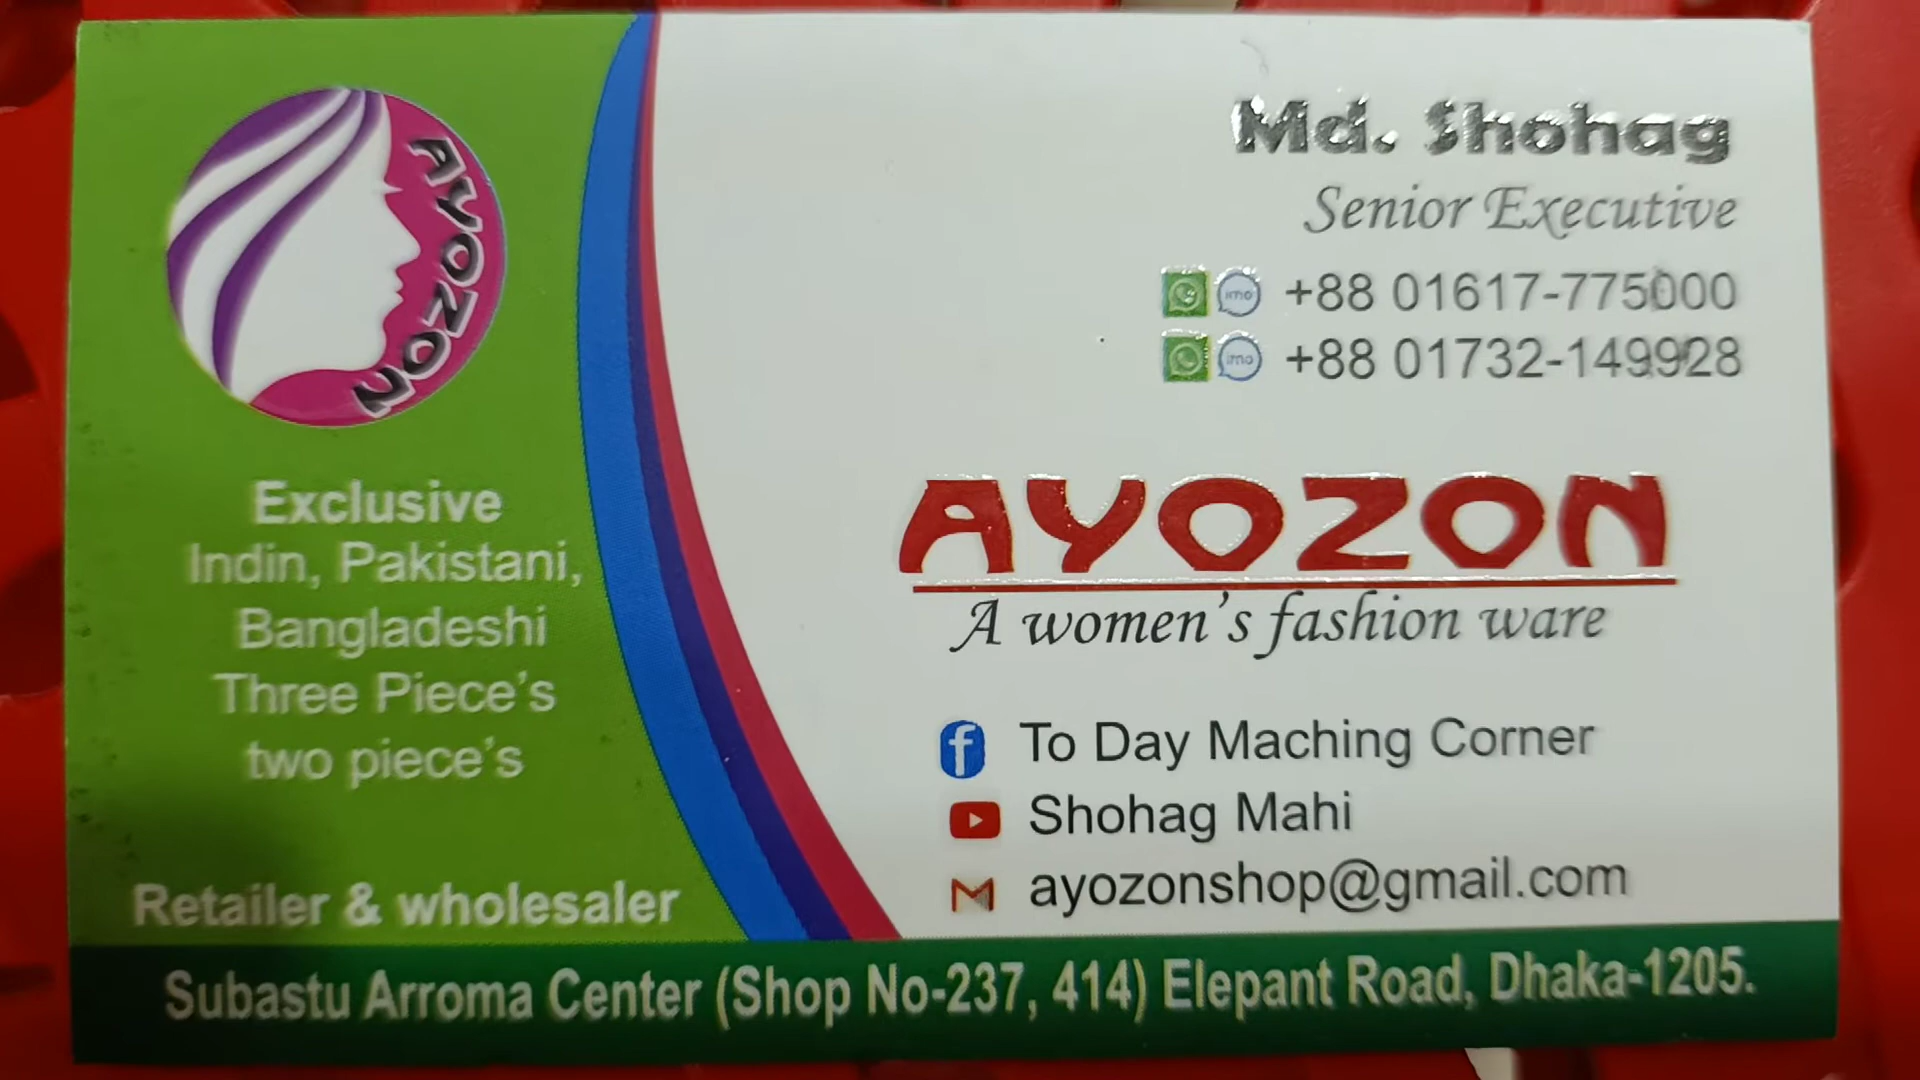 AYOZON
Exclusive
Indin, Pakistani,
Bangladeshi
Three Piece's
two piece's
Retailer & wholesaler
Md. Shohag
Senior Executive
imo +88 01617-775000
imo +88 01732-149928
AYOZON
A women's fashion ware
f To Day Maching Corner
Shohag Mahi
M ayozonshop@gmail.com
Subastu Arroma Center (Shop No-237, 414) Elepant Road, Dhaka-1205.